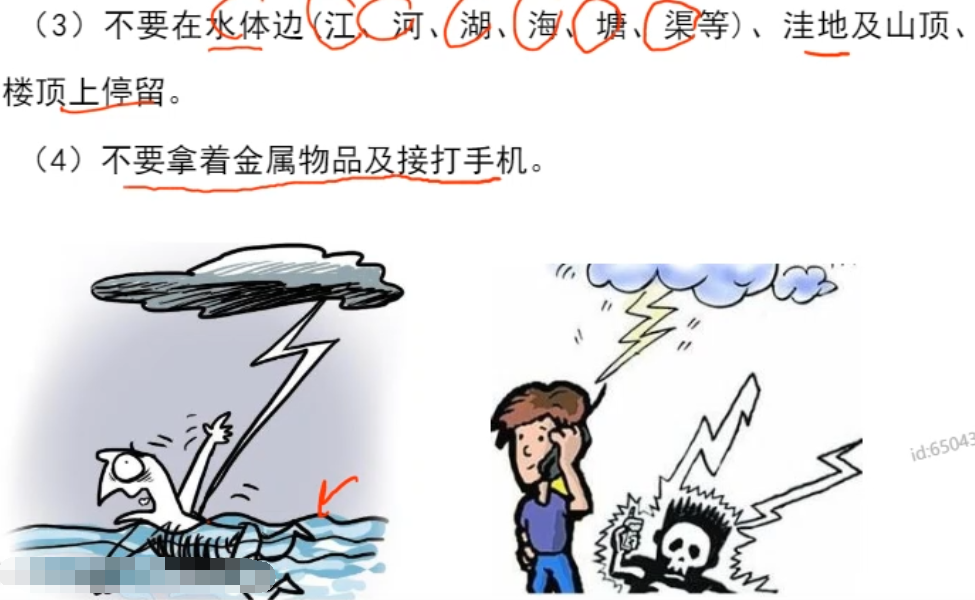 （3）不要在水体边(江、河、湖、海、塘、渠等)、洼地及山顶、
楼顶上停留。
（4）不要拿着金属物品及接打手机。
id:65043